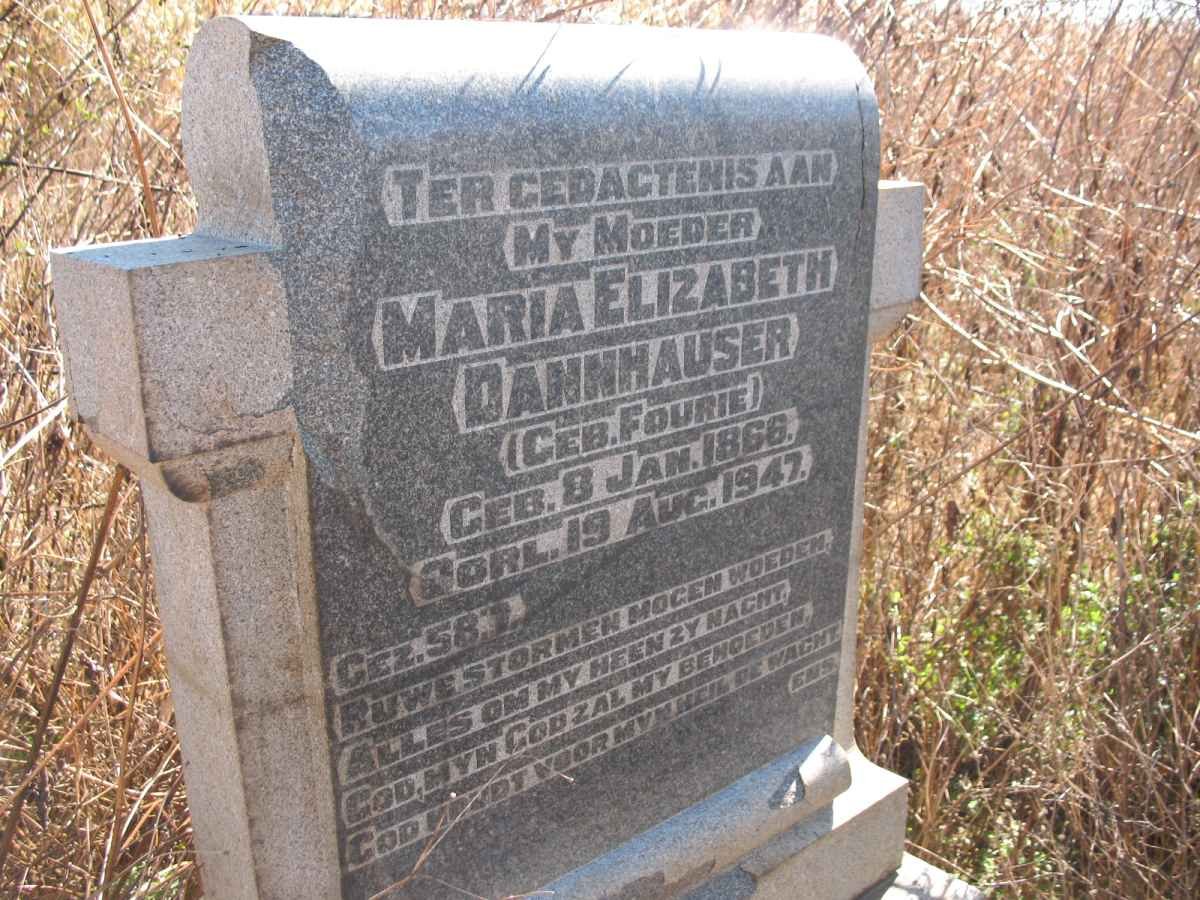 TER GEDACTENIS AAN
MY MOEDER
MARIA ELIZABETH
DANNHAUSER
(GEB. FOURIE)
GEB. 8 JAN. 1866.
OORL. 19 AUG. 1947.
GEZ. 58.7.
RUWE STORMEN MOGEN WOEDEN,
ALLES OM MY HEEN ZY NACHT,
GOD, MYN GOD ZAL MY BEHOEDEN,
GOD HOUDT VOOR MYN HEIL DE WACHT